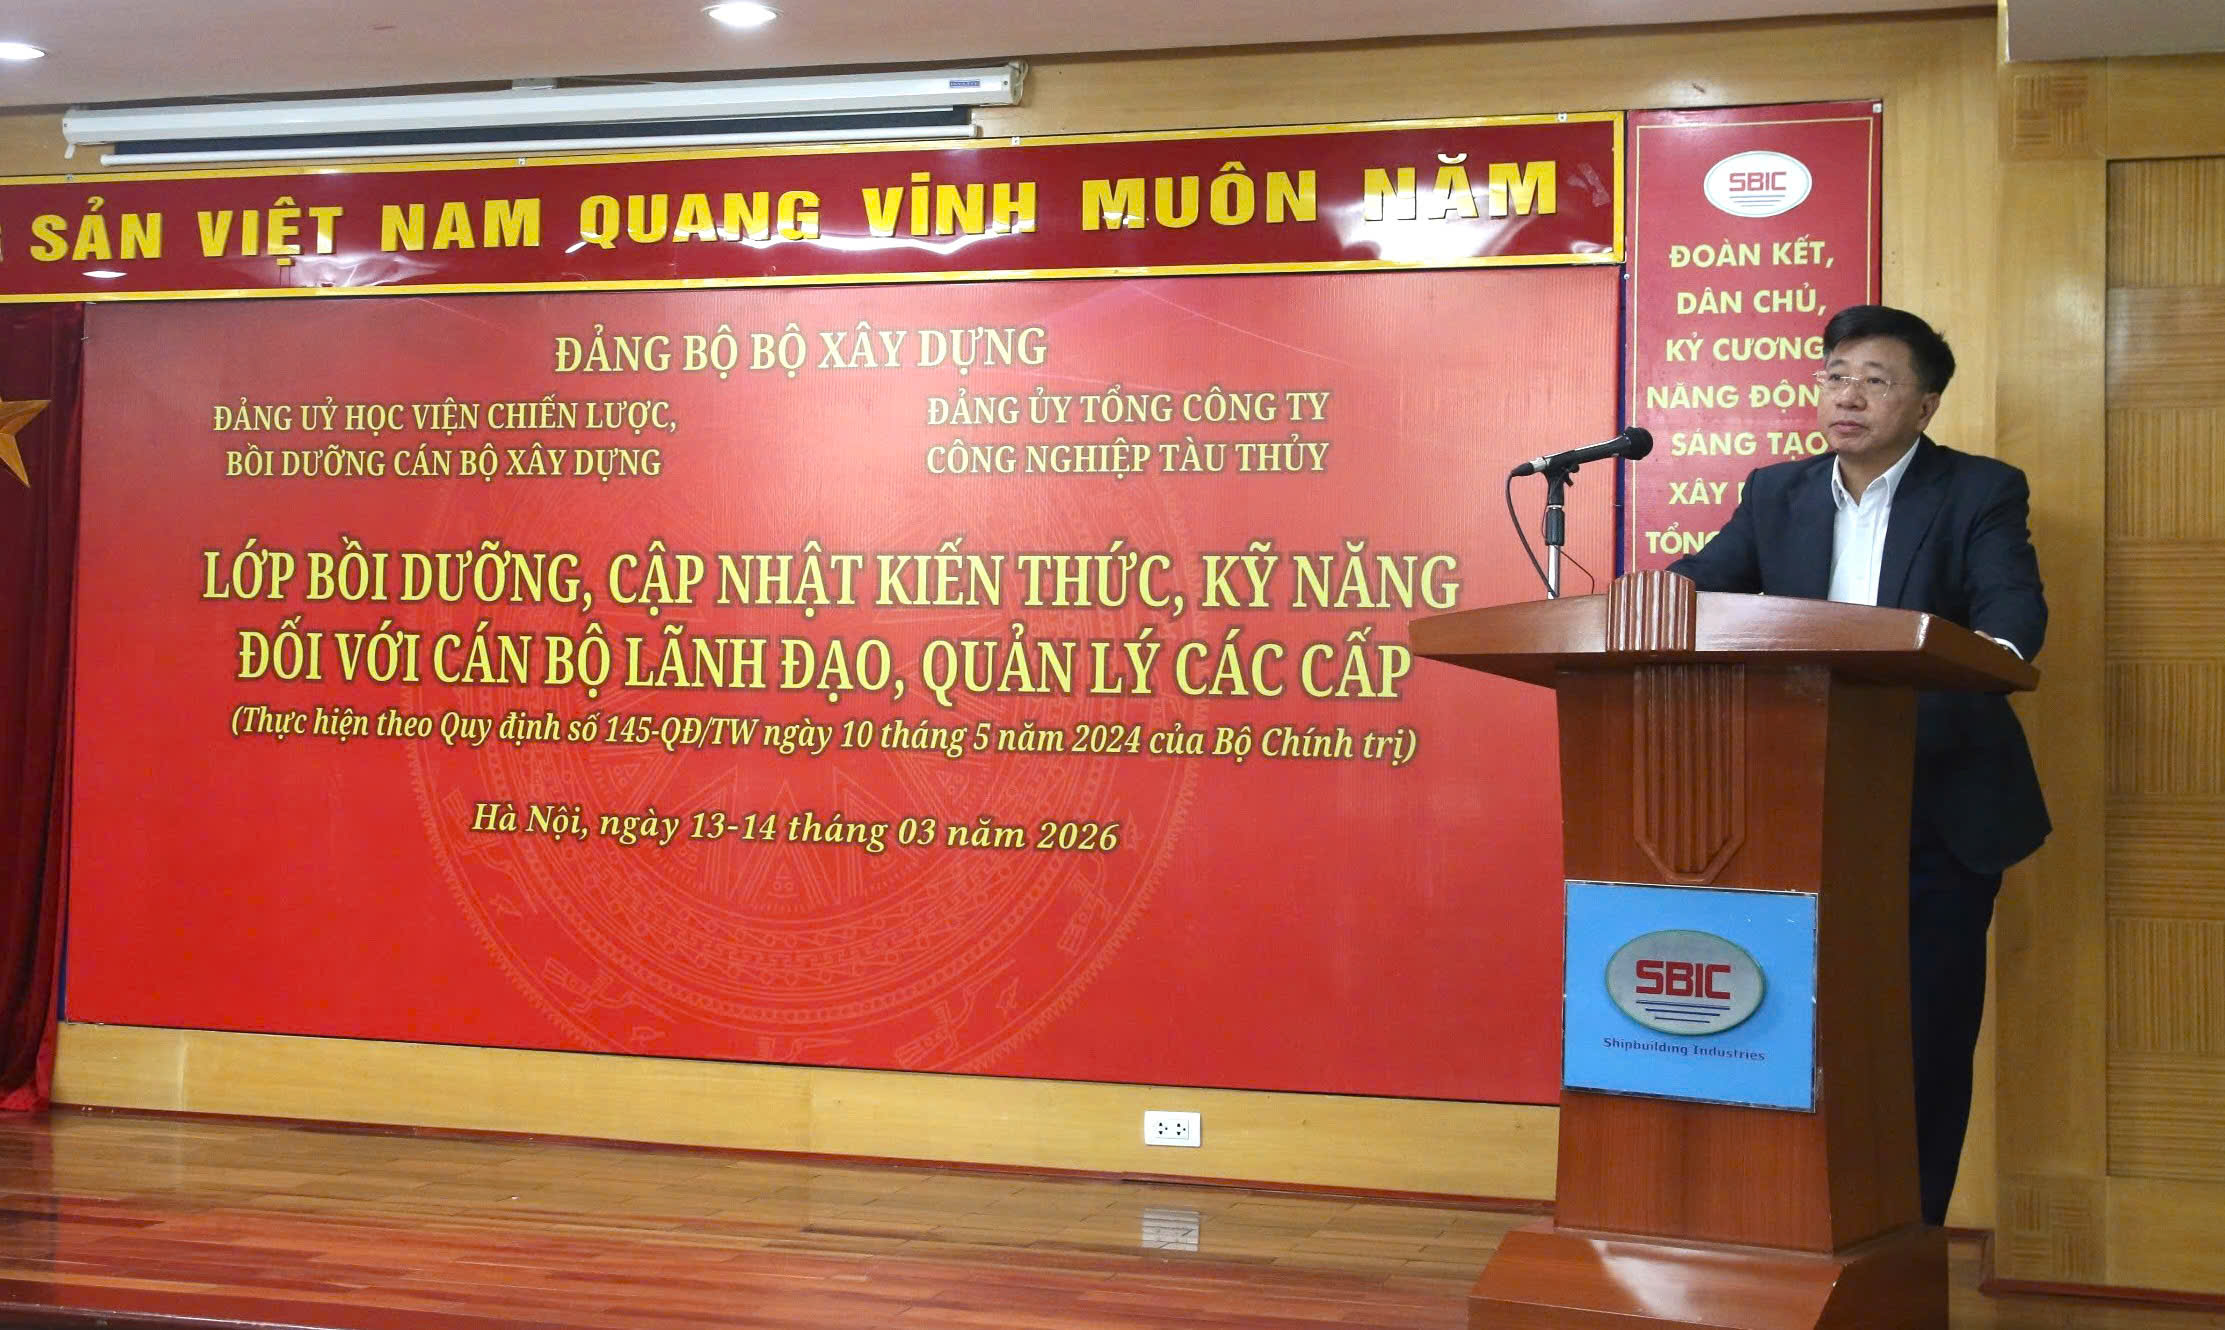 SẢN VIỆT NAM QUANG VINH MUÔN NĂM
ĐẢNG BỘ BỘ XÂY DỰNG
ĐẢNG UỶ HỌC VIỆN CHIẾN LƯỢC,
BỒI DƯỠNG CÁN BỘ XÂY DỰNG
ĐẢNG ỦY TỔNG CÔNG TY
CÔNG NGHIỆP TÀU THỦY
LỚP BỒI DƯỠNG, CẬP NHẬT KIẾN THỨC, KỸ NĂNG
ĐỐI VỚI CÁN BỘ LÃNH ĐẠO, QUẢN LÝ CÁC CẤP
(Thực hiện theo Quy định số 145-QĐ/TW ngày 10 tháng 5 năm 2024 của Bộ Chính trị)
Hà Nội, ngày 13-14 tháng 03 năm 2026
SBIC
ĐOÀN KẾT,
DÂN CHỦ,
KỶ CƯƠNG
NĂNG ĐỘN
SÁNG TẠO
XÂY
TỔNG
SBIC
Shipbuilding Industries